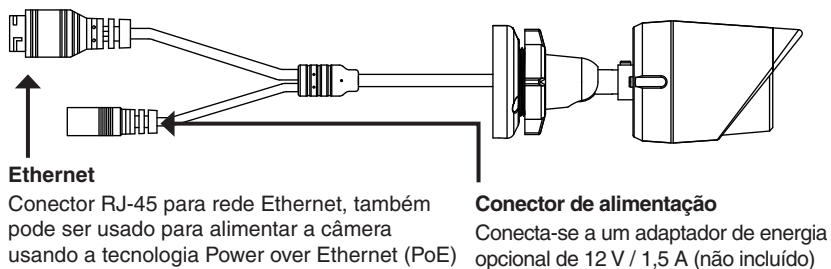 Ethernet
Conector RJ-45 para rede Ethernet, também
pode ser usado para alimentar a câmera
usando a tecnologia Power over Ethernet (PoE)
Conector de alimentação
Conecta-se a um adaptador de energia
opcional de 12 V / 1,5 A (não incluído)